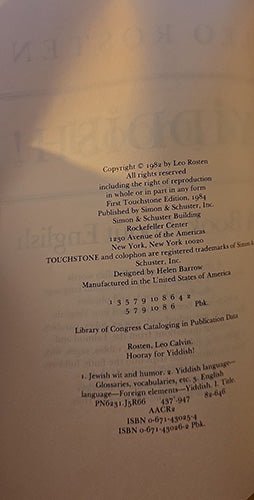 LEO ROSTEN
Copyright © 1982 by Leo Rosten
All rights reserved
including the right of reproduction
in whole or in part in any form
First Touchstone Edition, 1984
Published by Simon & Schuster, Inc.
Simon & Schuster Building
Rockefeller Center
1230 Avenue of the Americas
New York, New York 10020
TOUCHSTONE and colophon are registered trademarks of Simon &
Schuster, Inc.
Designed by Helen Barrow
Manufactured in the United States of America
1 3 5 7 9 10 8 6 4 2
5 7 9 10 8 6 Pbk.
Library of Congress Cataloging in Publication Data
Rosten, Leo Calvin.
Hooray for Yiddish!
1. Jewish wit and humor. 2. Yiddish language—
Glossaries, vocabularies, etc. 3. English
language—Foreign elements—Yiddish. I. Title.
PN6231.J5R66 437'.947 82-646
AACR2
ISBN 0-671-43025-4
ISBN 0-671-43026-2 Pbk.